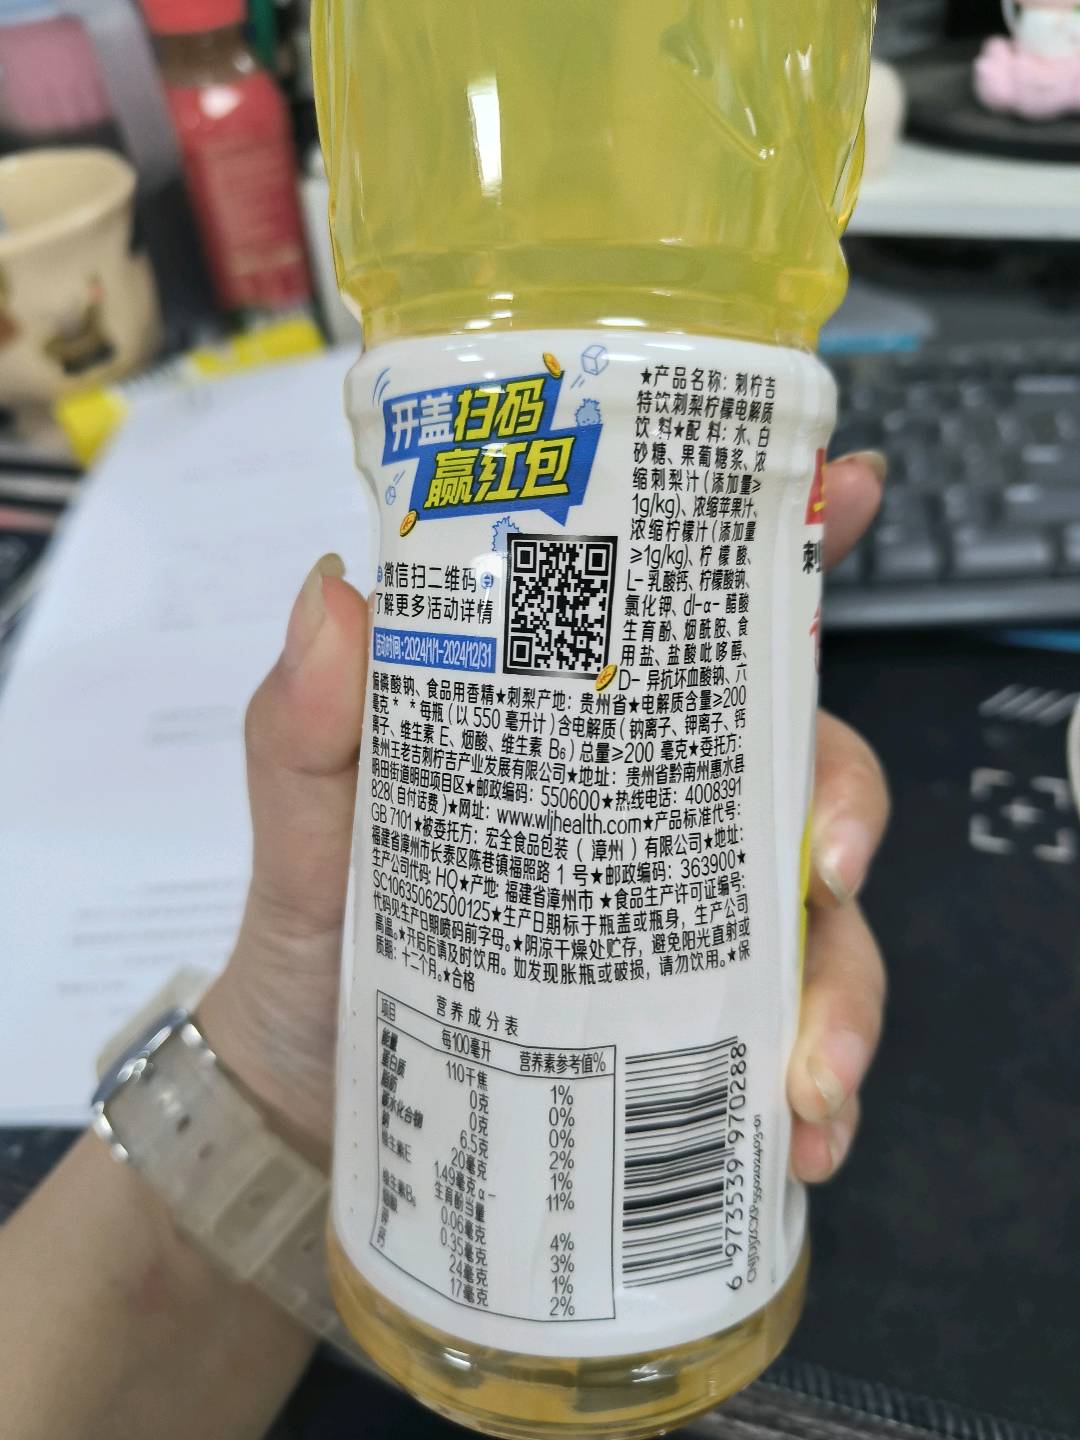 开盖扫码
赢红包
微信扫二维码
了解更多活动详情
活动时间:2024/1/1-2024/12/31
★产品名称: 刺柠吉
特饮刺梨柠檬电解质
饮料★配料: 水、白
砂糖、果葡糖浆、浓
缩刺梨汁(添加量≥
1g/kg)、浓缩苹果汁、
浓缩柠檬汁(添加量
≥1g/kg)、柠檬酸、
L-乳酸钙、柠檬酸钠、
氯化钾、dl-α-醋酸
生育酚、烟酰胺、食
用盐、盐酸吡哆醇、
D-异抗坏血酸钠、六
偏磷酸钠、食品用香精★刺梨产地: 贵州省★电解质含量≥200
毫克* *每瓶(以550毫升计)含电解质(钠离子、钾离子、钙
离子、维生素E、烟酸、维生素B₆)总量≥200毫克★委托方:
贵州王老吉刺柠吉产业发展有限公司★地址: 贵州省黔南州惠水县
明田街道明田项目区★邮政编码: 550600★热线电话: 4008391
828(自付话费)★网址: www.wljhealth.com★产品标准代号:
GB 7101★被委托方: 宏全食品包装(漳州)有限公司★地址:
福建省漳州市长泰区陈巷镇福照路1号★邮政编码: 363900★
生产公司代码: HQ★产地: 福建省漳州市★食品生产许可证编号:
SC10635062500125★生产日期标于瓶盖或瓶身, 生产公司
代码见生产日期喷码前字母。★阴凉干燥处贮存, 避免阳光直射或
高温。★开启后请及时饮用。如发现胀瓶或破损, 请勿饮用。★保
质期: 十二个月。★合格
营养成分表
项目 每100毫升 营养素参考值%
能量 110千焦 1%
蛋白质 0克 0%
脂肪 0克 0%
碳水化合物 6.5克 2%
钠 20毫克 1%
维生素E 1.49毫克α-生育酚当量 11%
维生素B₆ 0.06毫克 4%
烟酸 0.35毫克 3%
钾 24毫克 1%
钙 17毫克 2%
6 973539 970288
刺